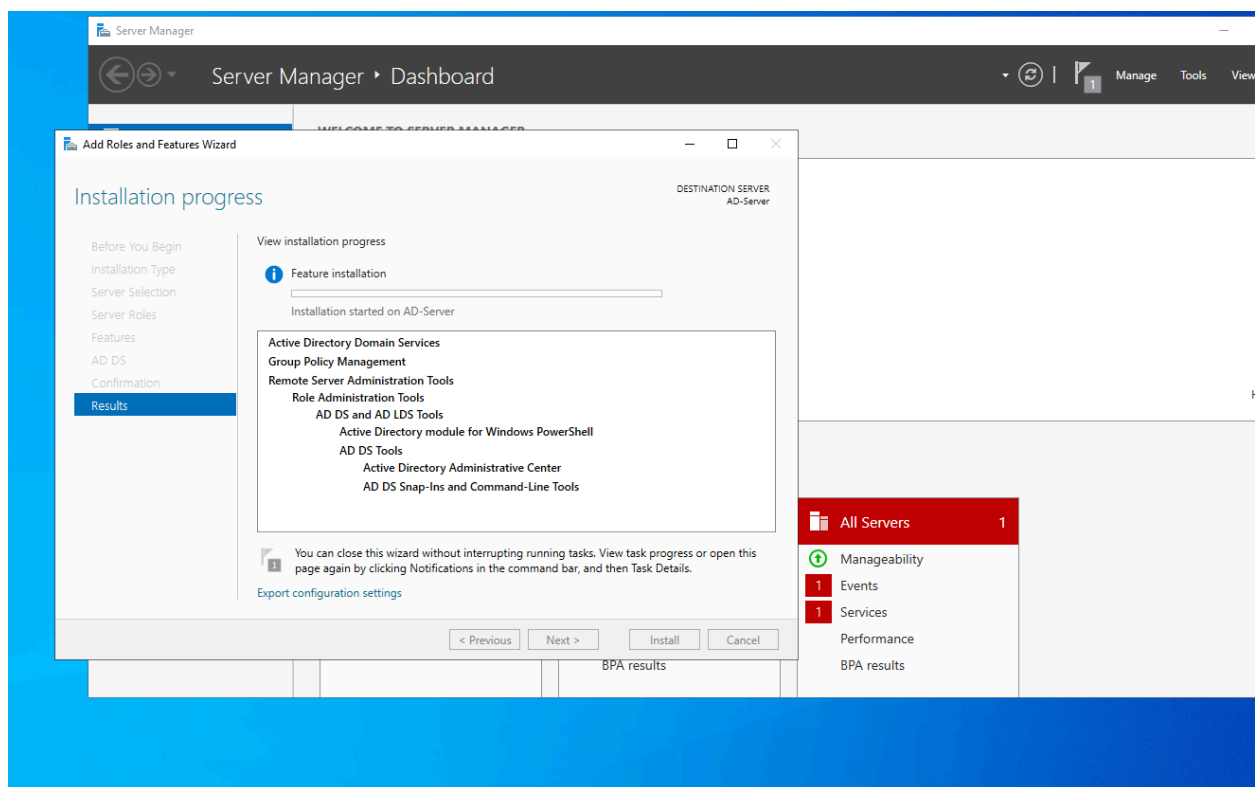 Server Manager
Server Manager ‣ Dashboard
1
Manage
Tools
View
WELCOME TO SERVER MANAGER
Add Roles and Features Wizard
Installation progress
DESTINATION SERVER
AD-Server
Before You Begin
Installation Type
Server Selection
Server Roles
Features
AD DS
Confirmation
Results
View installation progress
Feature installation
Installation started on AD-Server
Active Directory Domain Services
Group Policy Management
Remote Server Administration Tools
Role Administration Tools
AD DS and AD LDS Tools
Active Directory module for Windows PowerShell
AD DS Tools
Active Directory Administrative Center
AD DS Snap-Ins and Command-Line Tools
1
You can close this wizard without interrupting running tasks. View task progress or open this
page again by clicking Notifications in the command bar, and then Task Details.
Export configuration settings
< Previous
Next >
Install
Cancel
BPA results
All Servers 1
Manageability
1 Events
1 Services
Performance
BPA results